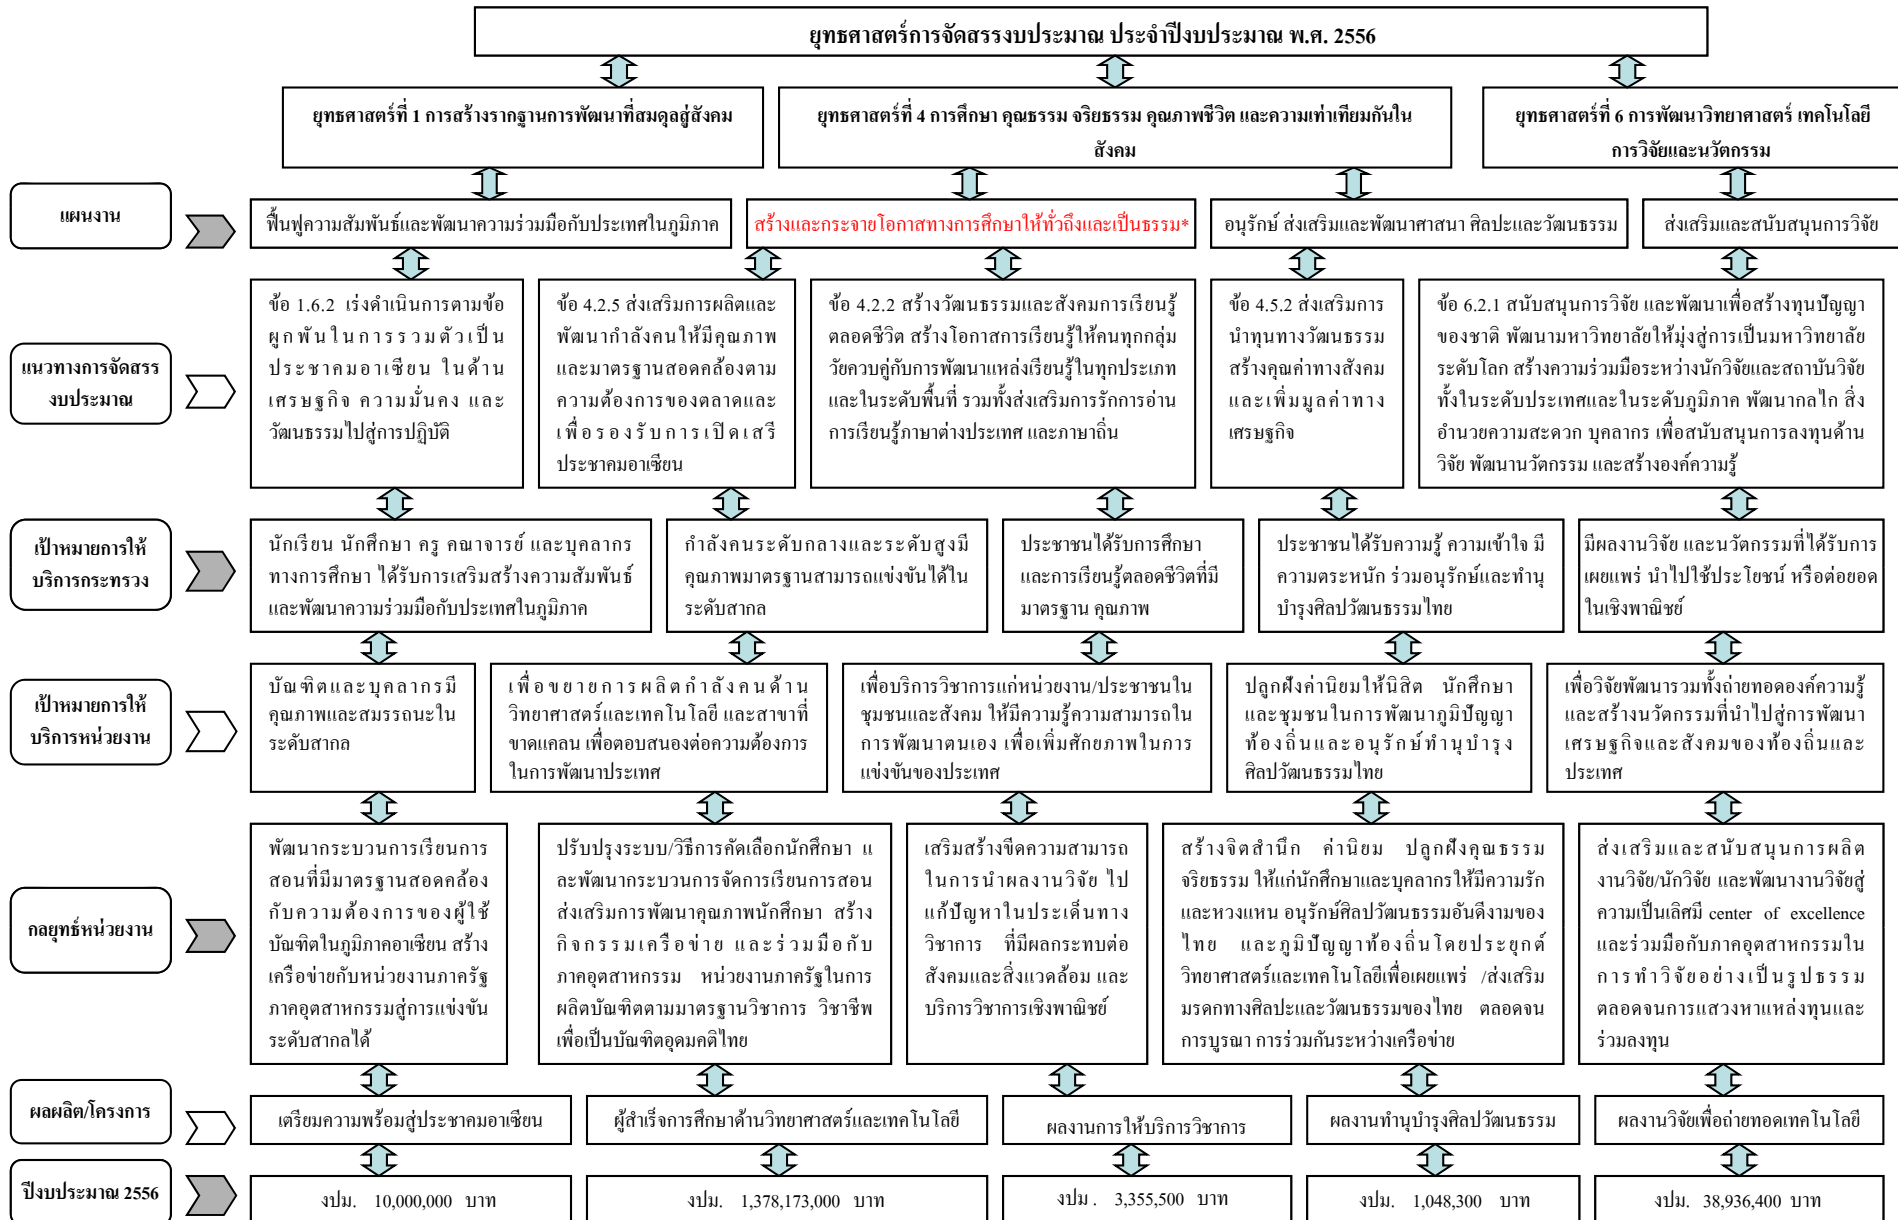 ยุทธศาสตร์การจัดสรรงบประมาณ ประจำปีงบประมาณ พ.ศ. 2556
ยุทธศาสตร์ที่ 1 การสร้างรากฐานการพัฒนาที่สมดุลสู่สังคม
ยุทธศาสตร์ที่ 4 การศึกษา คุณธรรม จริยธรรม คุณภาพชีวิต และความเท่าเทียมกันใน
สังคม
ยุทธศาสตร์ที่ 6 การพัฒนาวิทยาศาสตร์ เทคโนโลยี
การวิจัยและนวัตกรรม
แผนงาน
ฟื้นฟูความสัมพันธ์และพัฒนาความร่วมมือกับประเทศในภูมิภาค
สร้างและกระจายโอกาสทางการศึกษาให้ทั่วถึงและเป็นธรรม*
อนุรักษ์ ส่งเสริมและพัฒนาศาสนา ศิลปะและวัฒนธรรม
ส่งเสริมและสนับสนุนการวิจัย
แนวทางการจัดสรร
งบประมาณ
ข้อ 1.6.2 เร่งดำเนินการตามข้อ
ผูกพันในการรวมตัวเป็น
ประชาคมอาเซียน ในด้าน
เศรษฐกิจ ความมั่นคง และ
วัฒนธรรมไปสู่การปฏิบัติ
ข้อ 4.2.5 ส่งเสริมการผลิตและ
พัฒนากำลังคนให้มีคุณภาพ
และมาตรฐานสอดคล้องตาม
ความต้องการของตลาดและ
เพื่อรองรับการเปิดเสรี
ประชาคมอาเซียน
ข้อ 4.2.2 สร้างวัฒนธรรมและสังคมการเรียนรู้
ตลอดชีวิต สร้างโอกาสการเรียนรู้ให้คนทุกกลุ่ม
วัยควบคู่กับการพัฒนาแหล่งเรียนรู้ในทุกประเภท
และในระดับพื้นที่ รวมทั้งส่งเสริมการรักการอ่าน
การเรียนรู้ภาษาต่างประเทศ และภาษาถิ่น
ข้อ 4.5.2 ส่งเสริมการ
นำทุนทางวัฒนธรรม
สร้างคุณค่าทางสังคม
และเพิ่มมูลค่าทาง
เศรษฐกิจ
ข้อ 6.2.1 สนับสนุนการวิจัย และพัฒนาเพื่อสร้างทุนปัญญา
ของชาติ พัฒนามหาวิทยาลัยให้มุ่งสู่การเป็นมหาวิทยาลัย
ระดับโลก สร้างความร่วมมือระหว่างนักวิจัยและสถาบันวิจัย
ทั้งในระดับประเทศและในระดับภูมิภาค พัฒนากลไก สิ่ง
อำนวยความสะดวก บุคลากร เพื่อสนับสนุนการลงทุนด้าน
วิจัย พัฒนานวัตกรรม และสร้างองค์ความรู้
เป้าหมายการให้
บริการกระทรวง
นักเรียน นักศึกษา ครู คณาจารย์ และบุคลากร
ทางการศึกษา ได้รับการเสริมสร้างความสัมพันธ์
และพัฒนาความร่วมมือกับประเทศในภูมิภาค
กำลังคนระดับกลางและระดับสูงมี
คุณภาพมาตรฐานสามารถแข่งขันได้ใน
ระดับสากล
ประชาชนได้รับการศึกษา
และการเรียนรู้ตลอดชีวิตที่มี
มาตรฐาน คุณภาพ
ประชาชนได้รับความรู้ ความเข้าใจ มี
ความตระหนัก ร่วมอนุรักษ์และทำนุ
บำรุงศิลปวัฒนธรรมไทย
มีผลงานวิจัย และนวัตกรรมที่ได้รับการ
เผยแพร่ นำไปใช้ประโยชน์ หรือต่อยอด
ในเชิงพาณิชย์
เป้าหมายการให้
บริการหน่วยงาน
บัณฑิตและบุคลากรมี
คุณภาพและสมรรถนะใน
ระดับสากล
เพื่อขยายการผลิตกำลังคนด้าน
วิทยาศาสตร์และเทคโนโลยี และสาขาที่
ขาดแคลน เพื่อตอบสนองต่อความต้องการ
ในการพัฒนาประเทศ
เพื่อบริการวิชาการแก่หน่วยงาน/ประชาชนใน
ชุมชนและสังคม ให้มีความรู้ความสามารถใน
การพัฒนาตนเอง เพื่อเพิ่มศักยภาพในการ
แข่งขันของประเทศ
ปลูกฝังค่านิยมให้นิสิต นักศึกษา
และชุมชนในการพัฒนาภูมิปัญญา
ท้องถิ่นและอนุรักษ์ทำนุบำรุง
ศิลปวัฒนธรรมไทย
เพื่อวิจัยพัฒนารวมทั้งถ่ายทอดองค์ความรู้
และสร้างนวัตกรรมที่นำไปสู่การพัฒนา
เศรษฐกิจและสังคมของท้องถิ่นและ
ประเทศ
กลยุทธ์หน่วยงาน
พัฒนากระบวนการเรียนการ
สอนที่มีมาตรฐานสอดคล้อง
กับความต้องการของผู้ใช้
บัณฑิตในภูมิภาคอาเซียน สร้าง
เครือข่ายกับหน่วยงานภาครัฐ
ภาคอุตสาหกรรมสู่การแข่งขัน
ระดับสากลได้
ปรับปรุงระบบ/วิธีการคัดเลือกนักศึกษา แ
ละพัฒนากระบวนการจัดการเรียนการสอน
ส่งเสริมการพัฒนาคุณภาพนักศึกษา สร้าง
กิจกรรมเครือข่าย และร่วมมือกับ
ภาคอุตสาหกรรม หน่วยงานภาครัฐในการ
ผลิตบัณฑิตตามมาตรฐานวิชาการ วิชาชีพ
เพื่อเป็นบัณฑิตอุดมคติไทย
เสริมสร้างขีดความสามารถ
ในการนำผลงานวิจัย ไป
แก้ปัญหาในประเด็นทาง
วิชาการ ที่มีผลกระทบต่อ
สังคมและสิ่งแวดล้อม และ
บริการวิชาการเชิงพาณิชย์
สร้างจิตสำนึก ค่านิยม ปลูกฝังคุณธรรม
จริยธรรม ให้แก่นักศึกษาและบุคลากรให้มีความรัก
และหวงแหน อนุรักษ์ศิลปวัฒนธรรมอันดีงามของ
ไทย และภูมิปัญญาท้องถิ่นโดยประยุกต์
วิทยาศาสตร์และเทคโนโลยีเพื่อเผยแพร่ /ส่งเสริม
มรดกทางศิลปะและวัฒนธรรมของไทย ตลอดจน
การบูรณา การร่วมกันระหว่างเครือข่าย
ส่งเสริมและสนับสนุนการผลิต
งานวิจัย/นักวิจัย และพัฒนางานวิจัยสู่
ความเป็นเลิศมี center of excellence
และร่วมมือกับภาคอุตสาหกรรมใน
การทำวิจัยอย่างเป็นรูปธรรม
ตลอดจนการแสวงหาแหล่งทุนและ
ร่วมลงทุน
ผลผลิต/โครงการ
เตรียมความพร้อมสู่ประชาคมอาเซียน
ผู้สำเร็จการศึกษาด้านวิทยาศาสตร์และเทคโนโลยี
ผลงานการให้บริการวิชาการ
ผลงานทำนุบำรุงศิลปวัฒนธรรม
ผลงานวิจัยเพื่อถ่ายทอดเทคโนโลยี
ปีงบประมาณ 2556
งปม. 10,000,000 บาท
งปม. 1,378,173,000 บาท
งปม . 3,355,500 บาท
งปม. 1,048,300 บาท
งปม. 38,936,400 บาท